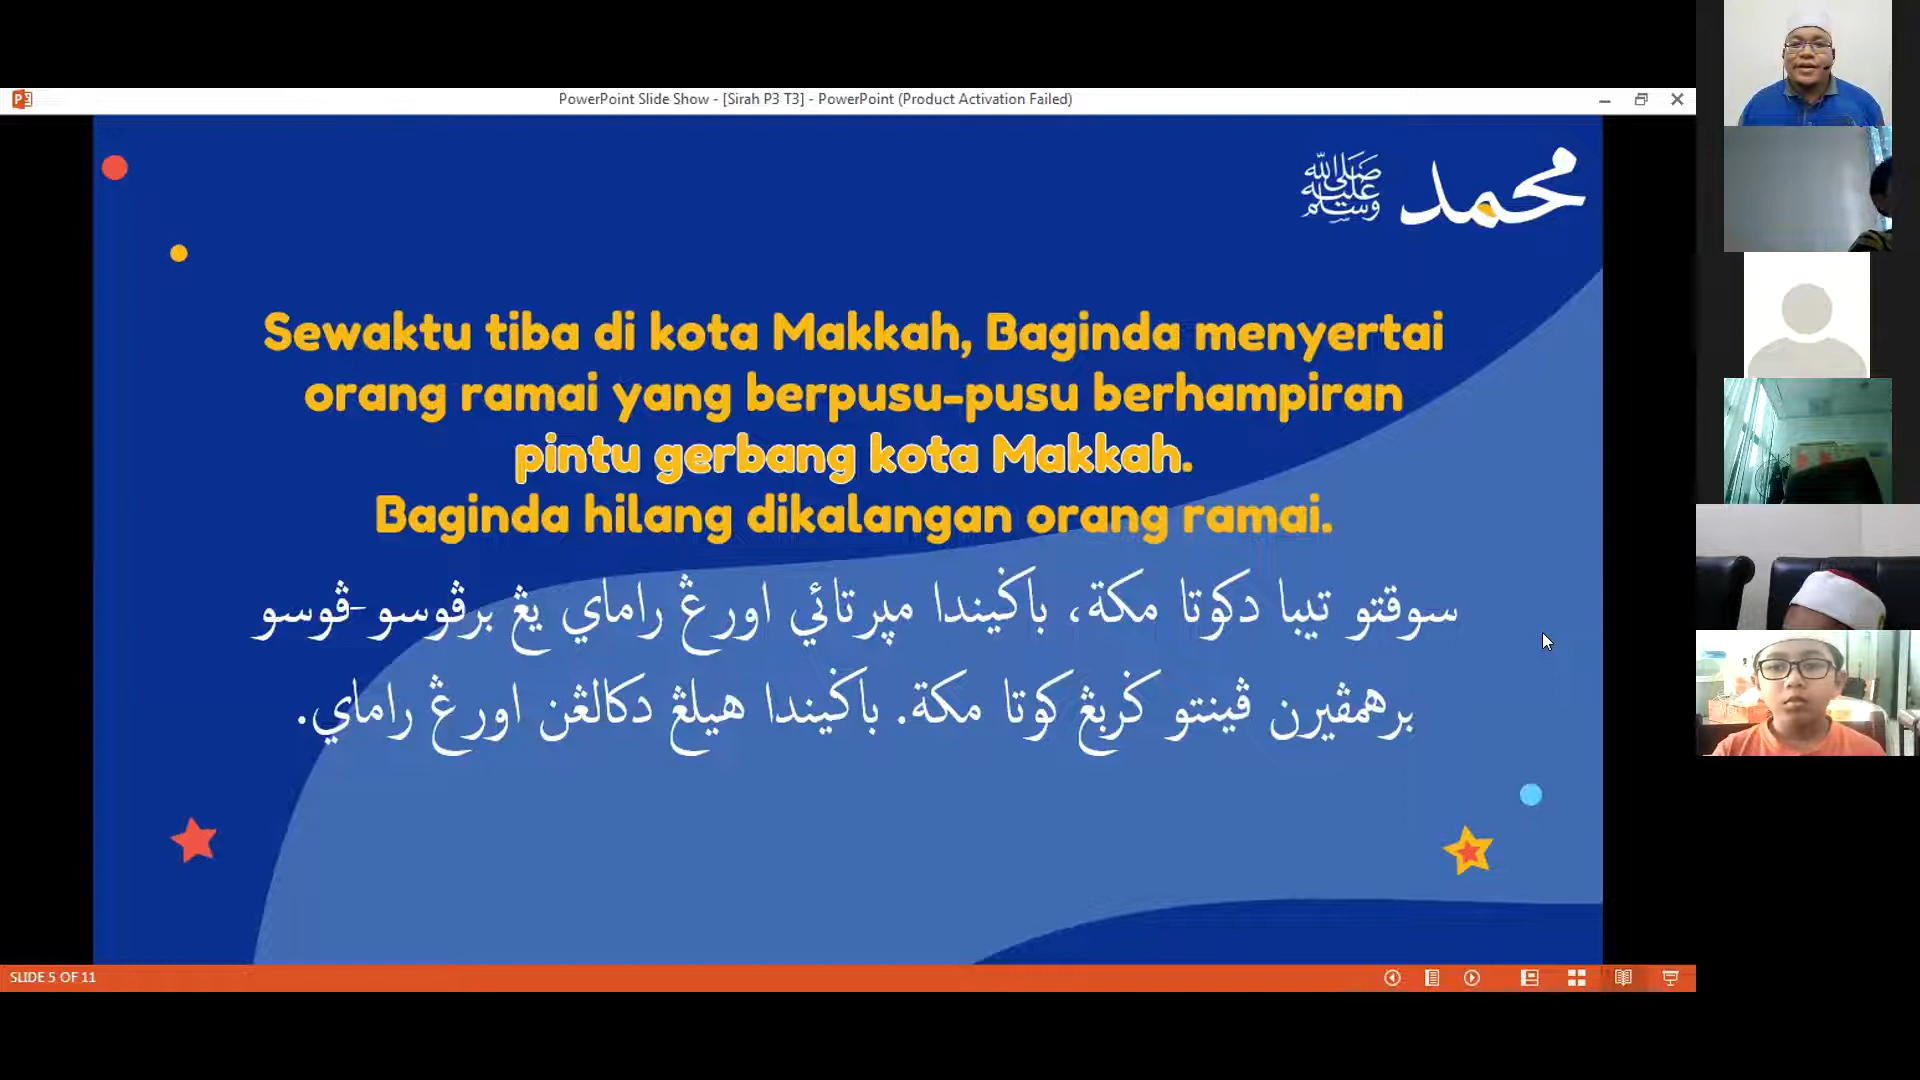 PowerPoint Slide Show - [Sirah P3 T3] - PowerPoint (Product Activation Failed)
محمد صلى الله عليه وسلم
Sewaktu tiba di kota Makkah, Baginda menyertai
orang ramai yang berpusu-pusu berhampiran
pintu gerbang kota Makkah.
Baginda hilang dikalangan orang ramai.
سوقتو تيبا دكوتا مكة، باݢيندا مڽرتائي اورڠ راماي يڠ برڤوسو-ڤوسو
برهمڤيرن ڤينتو ݢربڠ كوتا مكة. باݢيندا هيلڠ دكالڠن اورڠ راماي.
SLIDE 5 OF 11